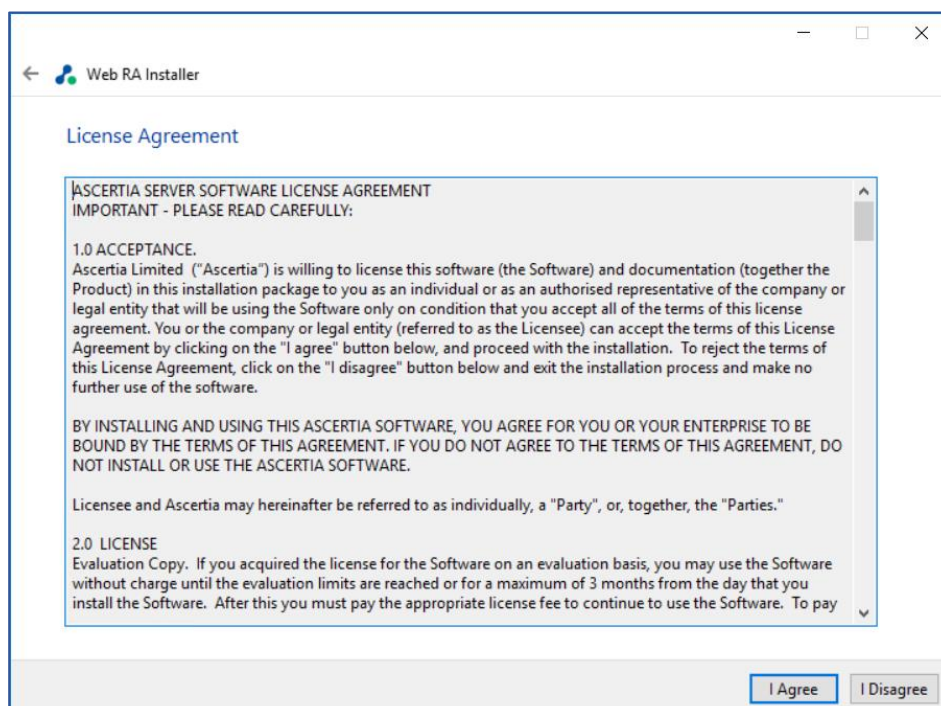 Web RA Installer
License Agreement
ASCERTIA SERVER SOFTWARE LICENSE AGREEMENT
IMPORTANT - PLEASE READ CAREFULLY:
1.0 ACCEPTANCE.
Ascertia Limited  ("Ascertia") is willing to license this software (the Software) and documentation (together the
Product) in this installation package to you as an individual or as an authorised representative of the company or
legal entity that will be using the Software only on condition that you accept all of the terms of this license
agreement. You or the company or legal entity (referred to as the Licensee) can accept the terms of this License
Agreement by clicking on the "I agree" button below, and proceed with the installation.  To reject the terms of
this License Agreement, click on the "I disagree" button below and exit the installation process and make no
further use of the software.
BY INSTALLING AND USING THIS ASCERTIA SOFTWARE, YOU AGREE FOR YOU OR YOUR ENTERPRISE TO BE
BOUND BY THE TERMS OF THIS AGREEMENT. IF YOU DO NOT AGREE TO THE TERMS OF THIS AGREEMENT, DO
NOT INSTALL OR USE THE ASCERTIA SOFTWARE.
Licensee and Ascertia may hereinafter be referred to as individually, a "Party", or, together, the "Parties."
2.0  LICENSE
Evaluation Copy.  If you acquired the license for the Software on an evaluation basis, you may use the Software
without charge until the evaluation limits are reached or for a maximum of 3 months from the day that you
install the Software.  After this you must pay the appropriate license fee to continue to use the Software.  To pay
I Agree
I Disagree